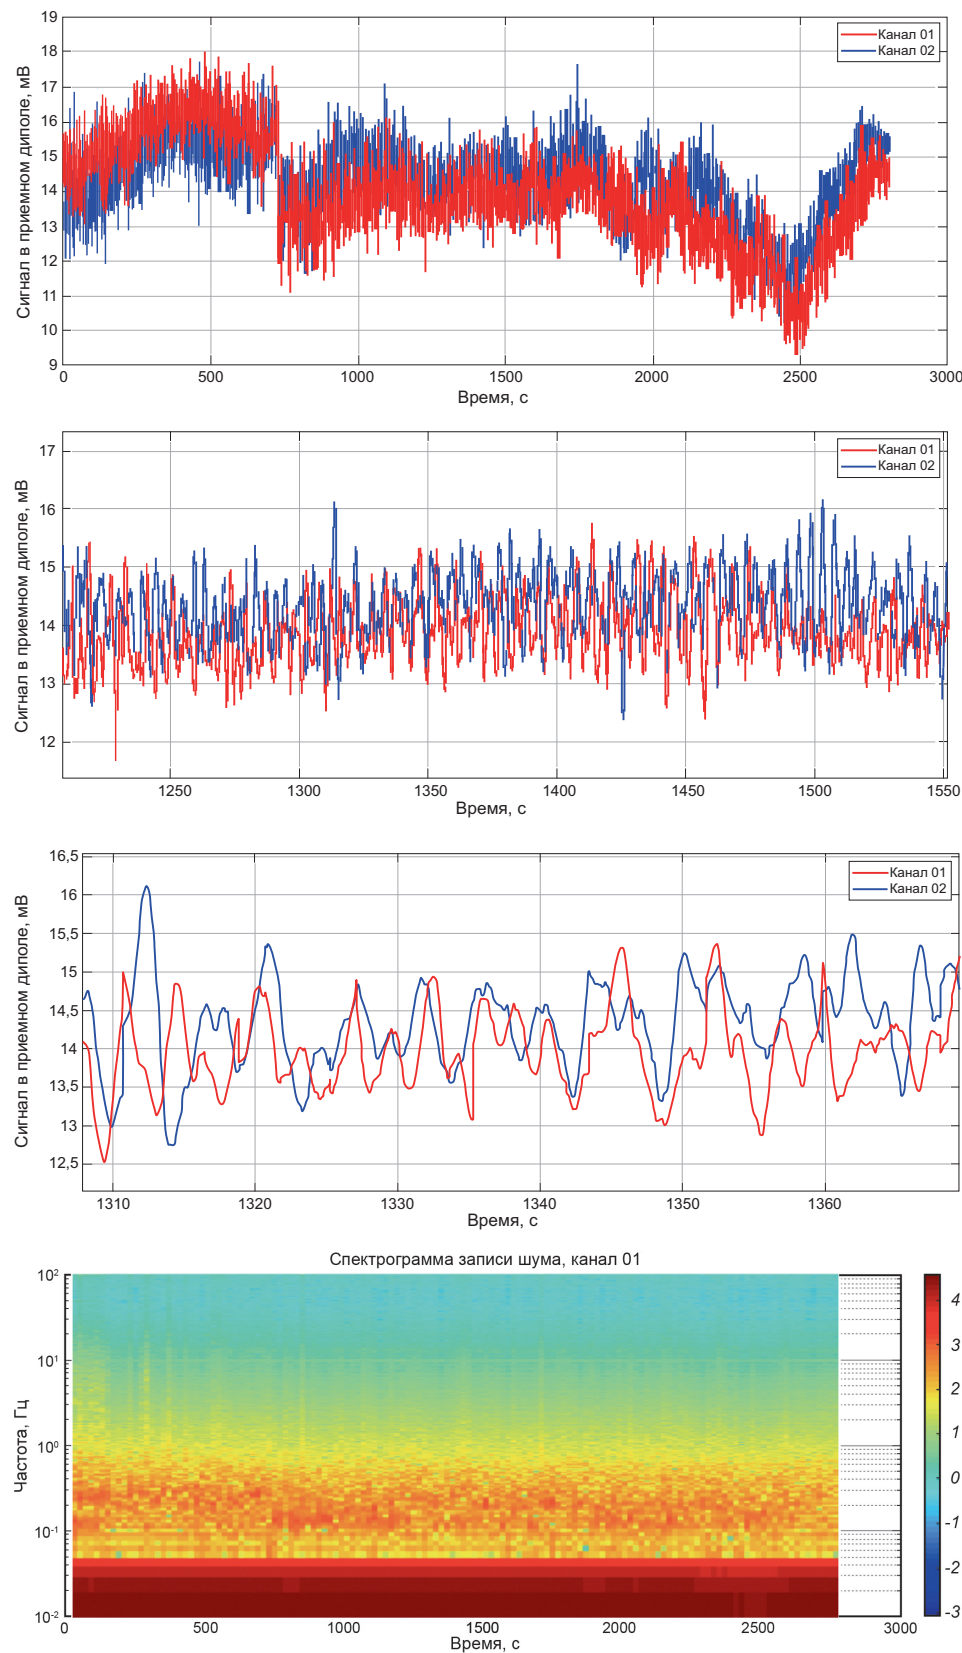 19
18
17
16
15
14
13
12
11
10
9
Сигнал в приемном диполе, мВ
Канал 01
Канал 02
0 500 1000 1500 2000 2500 3000
Время, с
17
16
15
14
13
12
Сигнал в приемном диполе, мВ
Канал 01
Канал 02
1250 1300 1350 1400 1450 1500 1550
Время, с
16,5
16
15,5
15
14,5
14
13,5
13
12,5
Сигнал в приемном диполе, мВ
Канал 01
Канал 02
1310 1320 1330 1340 1350 1360
Время, с
Спектрограмма записи шума, канал 01
10²
10¹
10⁰
10⁻¹
10⁻²
Частота, Гц
0 500 1000 1500 2000 2500 3000
Время, с
4
3
2
1
0
-1
-2
-3